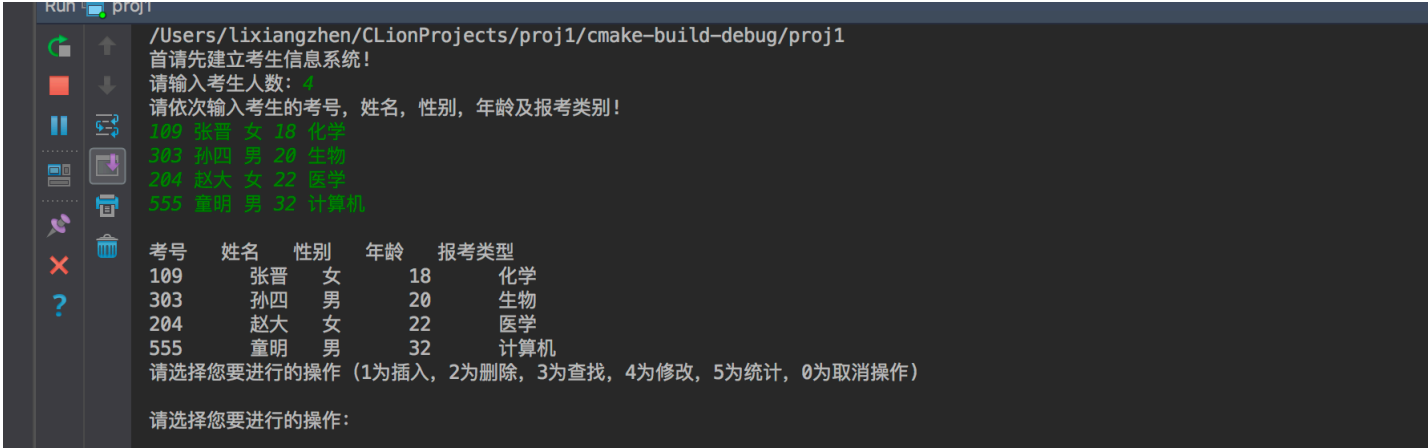 Run proj1
/Users/lixiangzhen/CLionProjects/proj1/cmake-build-debug/proj1
首请先建立考生信息系统!
请输入考生人数: 4
请依次输入考生的考号, 姓名, 性别, 年龄及报考类别!
109 张晋 女 18 化学
303 孙四 男 20 生物
204 赵大 女 22 医学
555 童明 男 32 计算机
考号 姓名 性别 年龄 报考类型
109 张晋 女 18 化学
303 孙四 男 20 生物
204 赵大 女 22 医学
555 童明 男 32 计算机
请选择您要进行的操作 (1为插入, 2为删除, 3为查找, 4为修改, 5为统计, 0为取消操作)
请选择您要进行的操作: